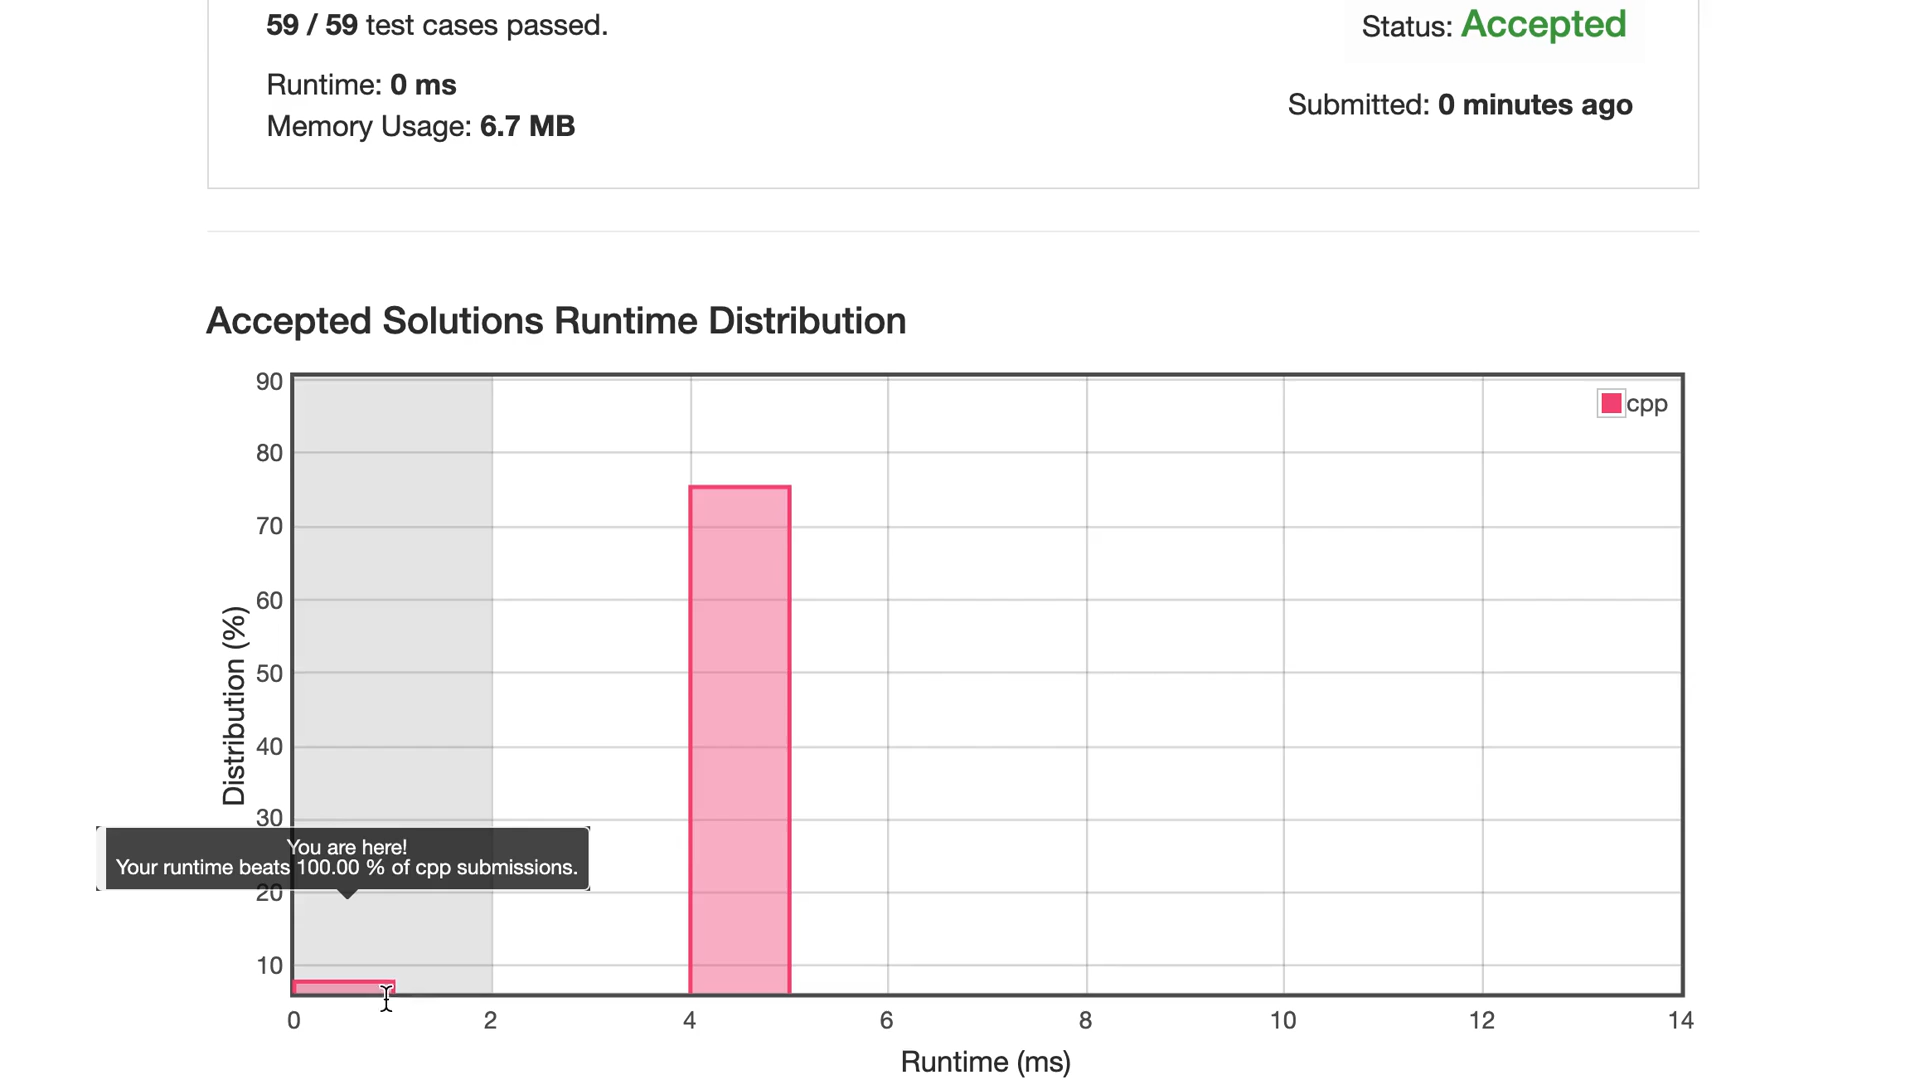 59 / 59 test cases passed.
Status: Accepted
Runtime: 0 ms
Submitted: 0 minutes ago
Memory Usage: 6.7 MB
Accepted Solutions Runtime Distribution
90
cpp
80
70
60
50
40
30
20
10
Distribution (%)
You are here!
Your runtime beats 100.00 % of cpp submissions.
0 2 4 6 8 10 12 14
Runtime (ms)